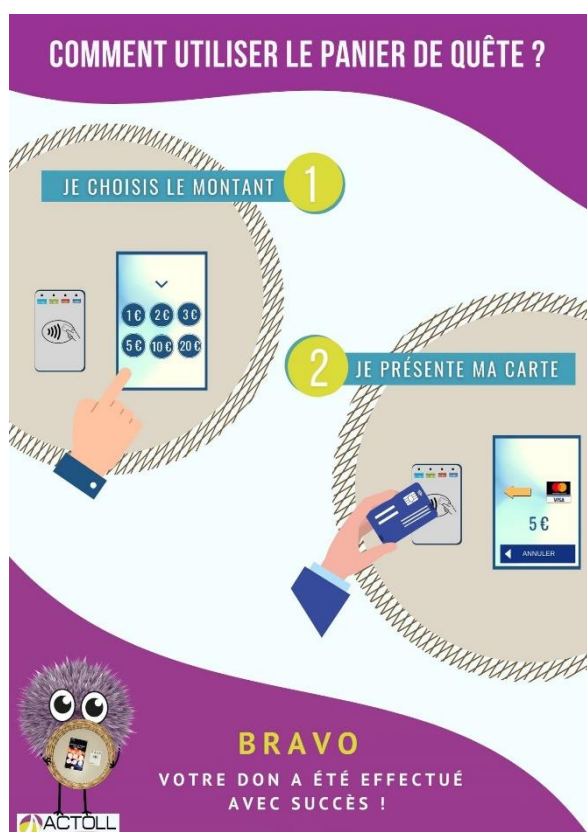 COMMENT UTILISER LE PANIER DE QUÊTE ?
JE CHOISIS LE MONTANT 1
1€ 2€ 3€
5€ 10€ 20€
2 JE PRÉSENTE MA CARTE
VISA
5€
ANNULER
BRAVO
VOTRE DON A ÉTÉ EFFECTUÉ
AVEC SUCCÈS !
ACTOLL